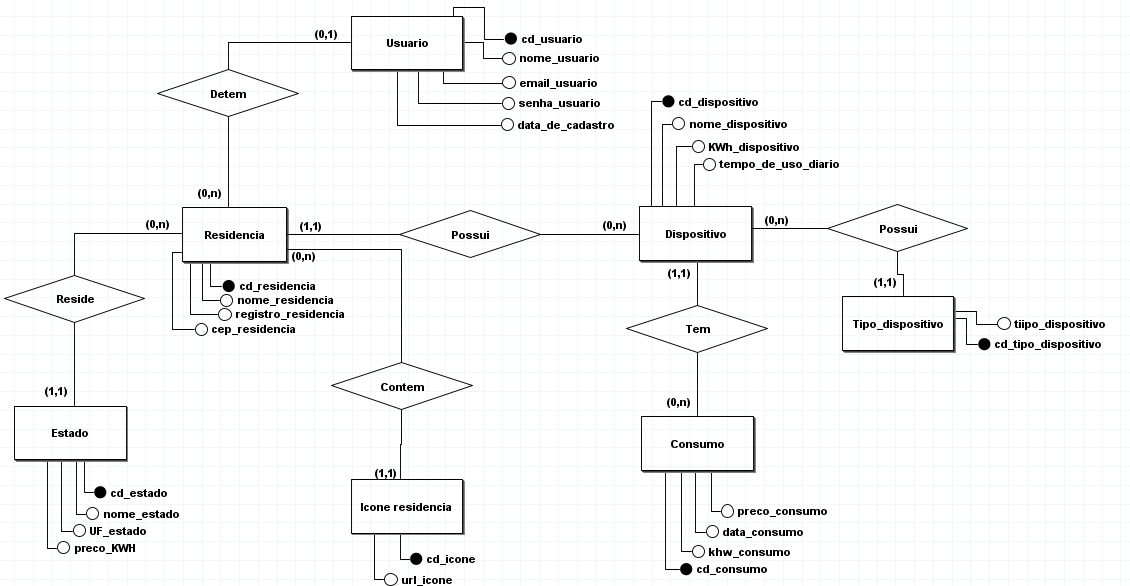 (0,1)
Usuario
cd_usuario
nome_usuario
email_usuario
senha_usuario
data_de_cadastro
Detem
(0,n)
cd_dispositivo
nome_dispositivo
KWh_dispositivo
tempo_de_uso_diario
(0,n)
Residencia
(1,1)
Possui
(0,n)
Dispositivo
(0,n)
Possui
(0,n)
(1,1)
(1,1)
cd_residencia
nome_residencia
registro_residencia
cep_residencia
Reside
Tem
Tipo_dispositivo
tiipo_dispositivo
cd_tipo_dispositivo
Contem
(1,1)
(0,n)
Estado
Consumo
(1,1)
Icone residencia
cd_estado
nome_estado
UF_estado
preco_KWH
preco_consumo
data_consumo
khw_consumo
cd_consumo
cd_icone
url_icone